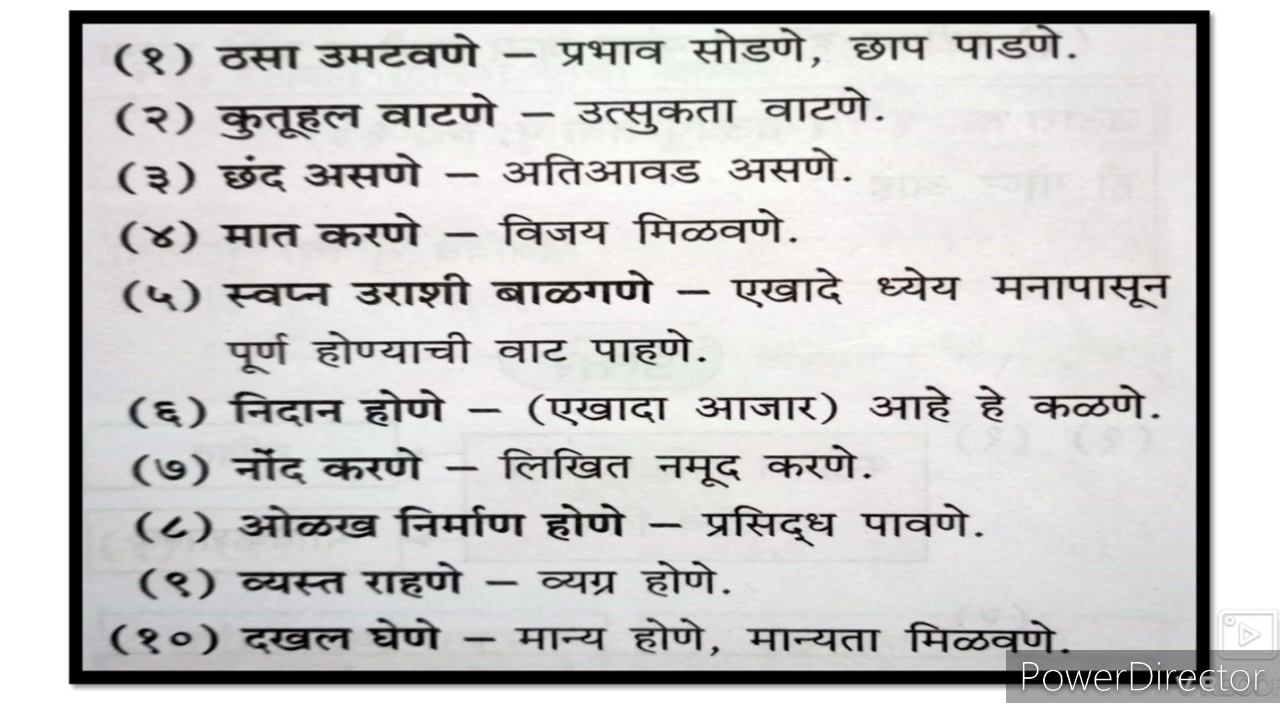 (१) ठसा उमटवणे – प्रभाव सोडणे, छाप पाडणे.
(२) कुतूहल वाटणे – उत्सुकता वाटणे.
(३) छंद असणे – अतिआवड असणे.
(४) मात करणे – विजय मिळवणे.
(५) स्वप्न उराशी बाळगणे – एखादे ध्येय मनापासून
पूर्ण होण्याची वाट पाहणे.
(६) निदान होणे – (एखादा आजार) आहे हे कळणे.
(७) नोंद करणे – लिखित नमूद करणे.
(८) ओळख निर्माण होणे – प्रसिद्ध पावणे.
(९) व्यस्त राहणे – व्यग्र होणे.
(१०) दखल घेणे – मान्य होणे, मान्यता मिळवणे.
PowerDirector